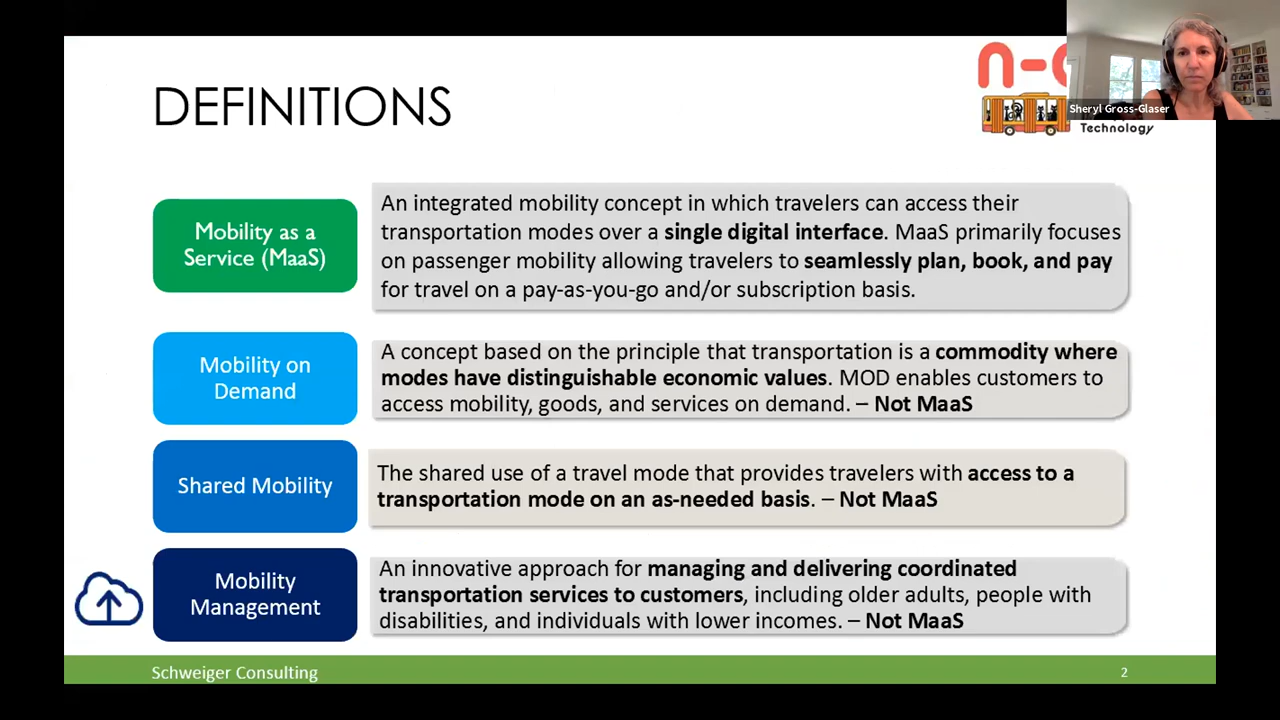 DEFINITIONS
n-
Technology
Sheryl Gross-Glaser
Mobility as a
Service (MaaS)
An integrated mobility concept in which travelers can access their
transportation modes over a single digital interface. MaaS primarily focuses
on passenger mobility allowing travelers to seamlessly plan, book, and pay
for travel on a pay-as-you-go and/or subscription basis.
Mobility on
Demand
A concept based on the principle that transportation is a commodity where
modes have distinguishable economic values. MOD enables customers to
access mobility, goods, and services on demand. – Not MaaS
Shared Mobility
The shared use of a travel mode that provides travelers with access to a
transportation mode on an as-needed basis. – Not MaaS
Mobility
Management
An innovative approach for managing and delivering coordinated
transportation services to customers, including older adults, people with
disabilities, and individuals with lower incomes. – Not MaaS
Schweiger Consulting
2